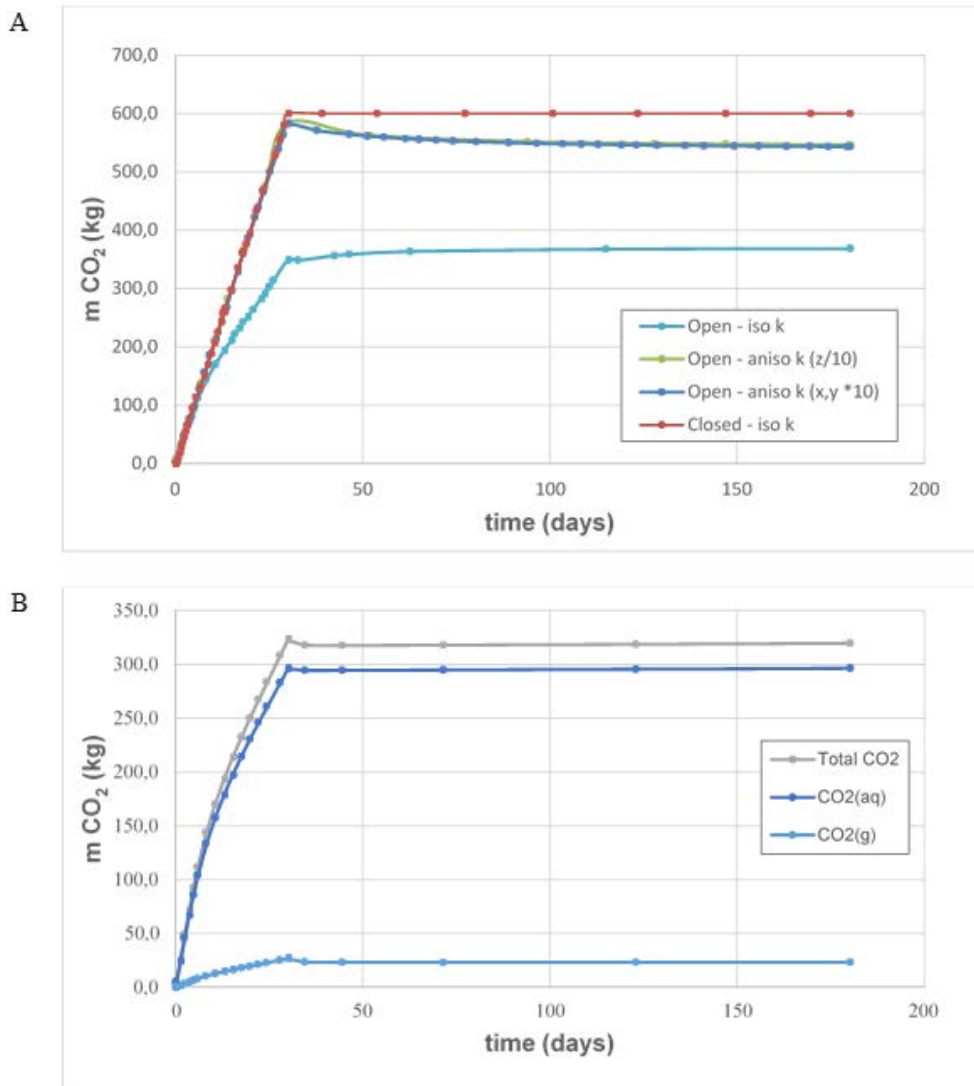 A
700,0
600,0
500,0
400,0
300,0
200,0
100,0
0,0
m CO₂ (kg)
Open - iso k
Open - aniso k (z/10)
Open - aniso k (x,y *10)
Closed - iso k
0 50 100 150 200
time (days)
B
350,0
300,0
250,0
200,0
150,0
100,0
50,0
0,0
m CO₂ (kg)
Total CO2
CO2(aq)
CO2(g)
0 50 100 150 200
time (days)